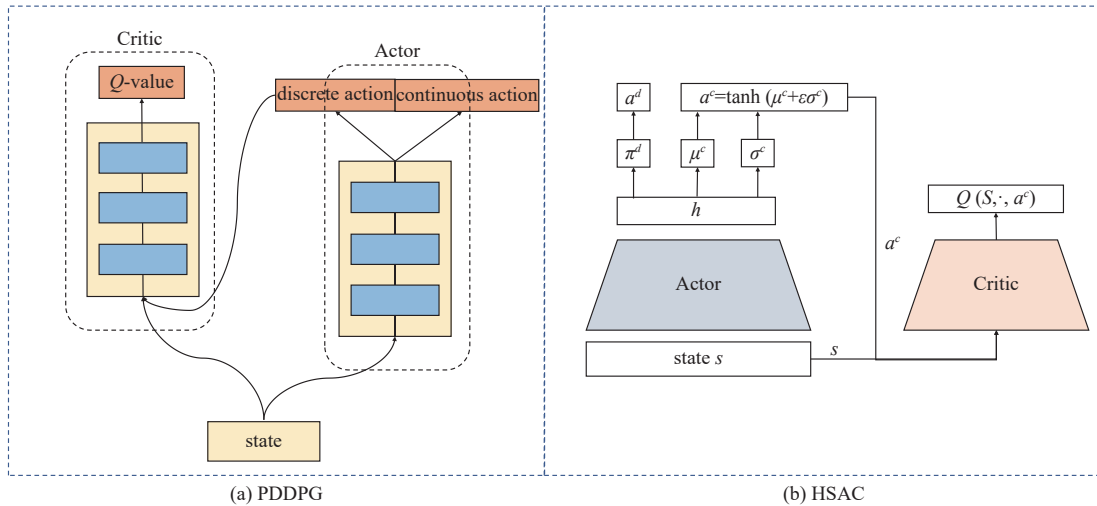 Critic
Actor
Q-value
discrete action
continuous action
state
(a) PDDPG
a^d
a^c=tanh (μ^c+εσ^c)
π^d
μ^c
σ^c
h
Q (S,·, a^c)
a^c
Actor
Critic
state s
s
(b) HSAC